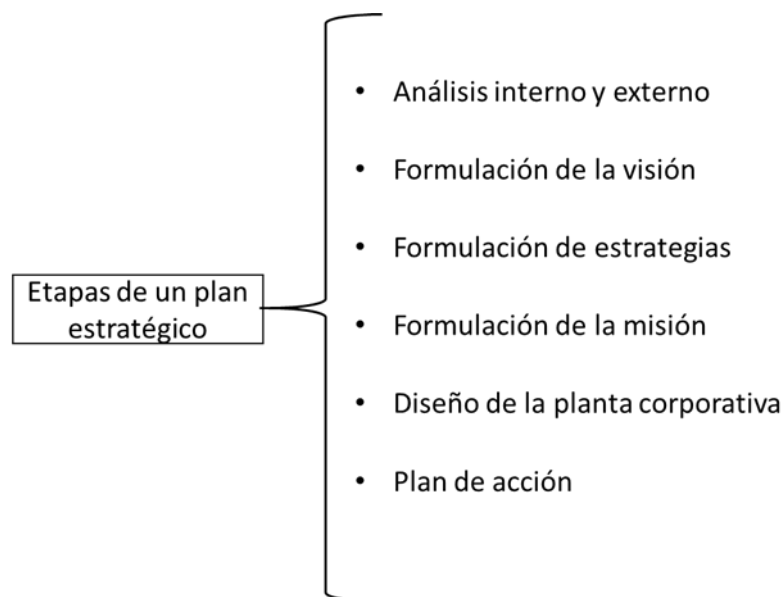 Etapas de un plan
estratégico
• Análisis interno y externo
• Formulación de la visión
• Formulación de estrategias
• Formulación de la misión
• Diseño de la planta corporativa
• Plan de acción